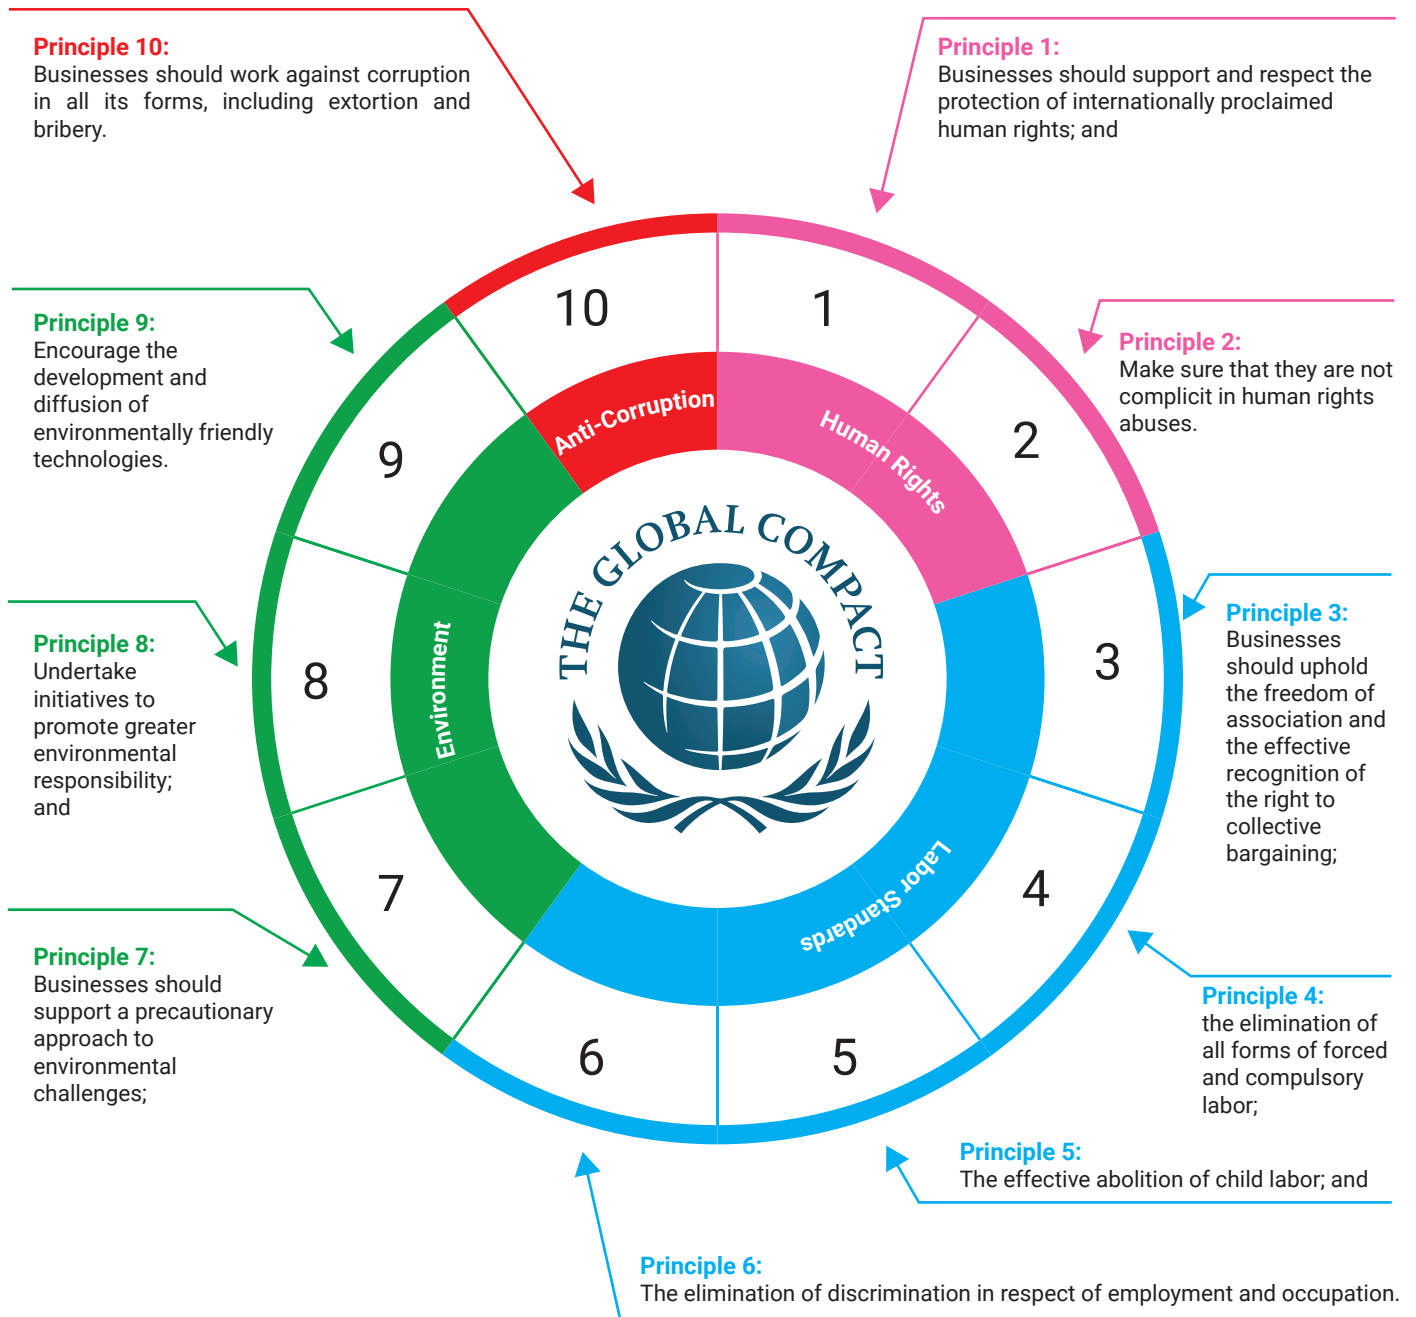 Principle 10:
Businesses should work against corruption
in all its forms, including extortion and
bribery.
Principle 1:
Businesses should support and respect the
protection of internationally proclaimed
human rights; and
Principle 9:
Encourage the
development and
diffusion of
environmentally friendly
technologies.
Principle 2:
Make sure that they are not
complicit in human rights
abuses.
Principle 8:
Undertake
initiatives to
promote greater
environmental
responsibility;
and
Principle 3:
Businesses
should uphold
the freedom of
association and
the effective
recognition of
the right to
collective
bargaining;
Principle 7:
Businesses should
support a precautionary
approach to
environmental
challenges;
Principle 4:
the elimination of
all forms of forced
and compulsory
labor;
Principle 5:
The effective abolition of child labor; and
Principle 6:
The elimination of discrimination in respect of employment and occupation.
10
1
9
2
8
3
7
4
6
5
Anti-Corruption
Human Rights
Environment
Labor Standards
THE GLOBAL COMPACT